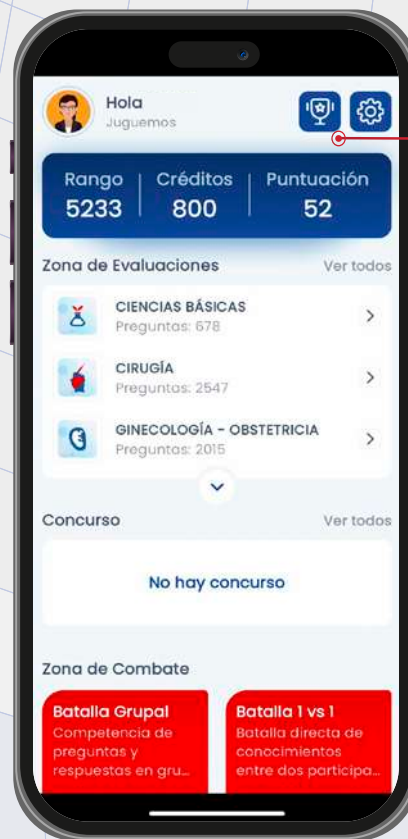 Hola
Juguemos
Rango
Créditos
Puntuación
5233
800
52
Zona de Evaluaciones
Ver todos
CIENCIAS BÁSICAS
Preguntas: 678
CIRUGÍA
Preguntas: 2547
GINECOLOGÍA - OBSTETRICIA
Preguntas: 2015
Concurso
Ver todos
No hay concurso
Zona de Combate
Batalla Grupal
Competencia de
preguntas y
respuestas en gru...
Batalla 1 vs 1
Batalla directa de
conocimientos
entre dos participa...